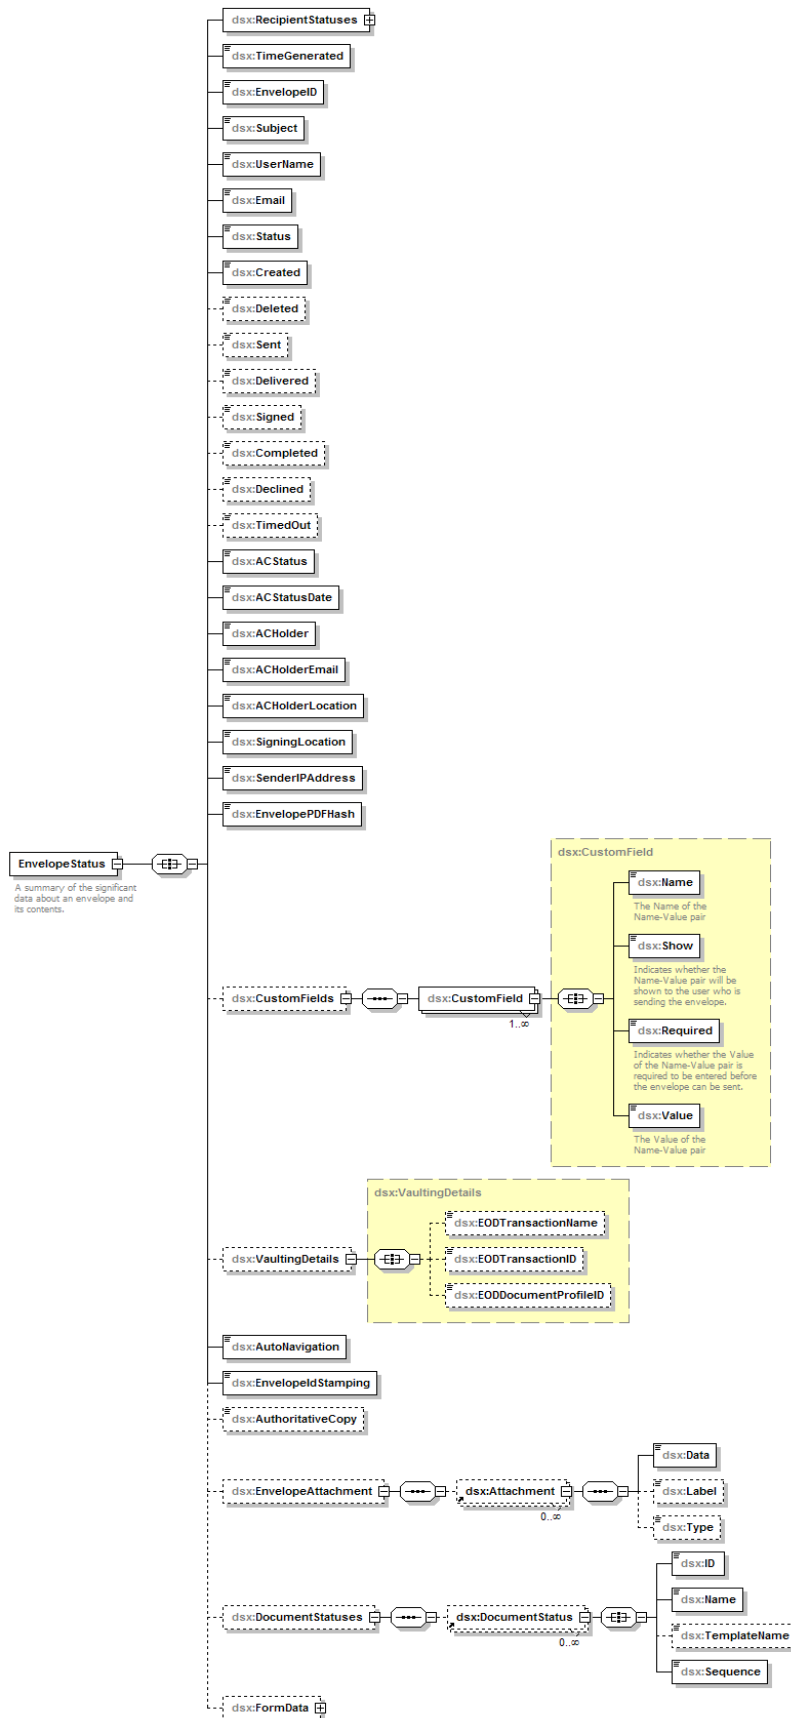 dsx:RecipientStatuses
dsx:TimeGenerated
dsx:EnvelopeID
dsx:Subject
dsx:UserName
dsx:Email
dsx:Status
dsx:Created
dsx:Deleted
dsx:Sent
dsx:Delivered
dsx:Signed
dsx:Completed
dsx:Declined
dsx:TimedOut
dsx:ACStatus
dsx:ACStatusDate
dsx:ACHolder
dsx:ACHolderEmail
dsx:ACHolderLocation
dsx:SigningLocation
dsx:SenderIPAddress
dsx:EnvelopePDFHash
EnvelopeStatus
A summary of the significant
data about an envelope and
its contents.
dsx:CustomFields
dsx:CustomField
1..∞
dsx:CustomField
dsx:Name
The Name of the
Name-Value pair
dsx:Show
Indicates whether the
Name-Value pair will be
shown to the user who is
sending the envelope.
dsx:Required
Indicates whether the Value
of the Name-Value pair is
required to be entered before
the envelope can be sent.
dsx:Value
The Value of the
Name-Value pair
dsx:VaultingDetails
dsx:VaultingDetails
dsx:EODTransactionName
dsx:EODTransactionID
dsx:EODDocumentProfileID
dsx:AutoNavigation
dsx:EnvelopeIdStamping
dsx:AuthoritativeCopy
dsx:EnvelopeAttachment
dsx:Attachment
0..∞
dsx:Data
dsx:Label
dsx:Type
dsx:DocumentStatuses
dsx:DocumentStatus
0..∞
dsx:ID
dsx:Name
dsx:TemplateName
dsx:Sequence
dsx:FormData